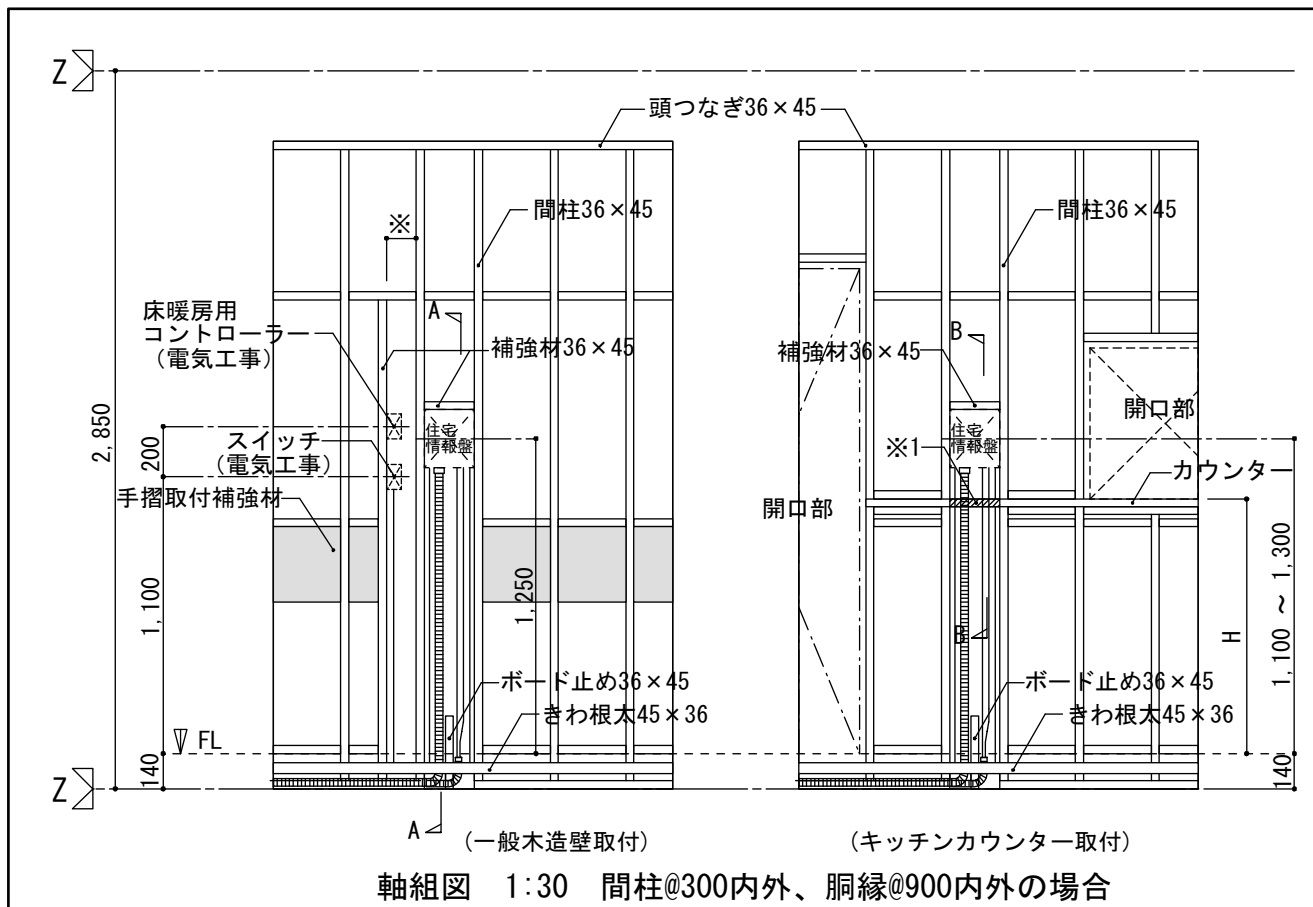 Z
頭つなぎ36×45
間柱36×45
間柱36×45
※
床暖房用
コントローラー
(電気工事)
A
補強材36×45
B
補強材36×45
2,850
200
住宅
情報盤
住宅
情報盤
開口部
スイッチ
(電気工事)
※1
カウンター
手摺取付補強材
開口部
1,100
1,250
B
H
1,100 ~ 1,300
ボード止め36×45
ボード止め36×45
きわ根太45×36
きわ根太45×36
FL
140
140
Z
A
(一般木造壁取付)
(キッチンカウンター取付)
軸組図 1:30 間柱@300内外、胴縁@900内外の場合